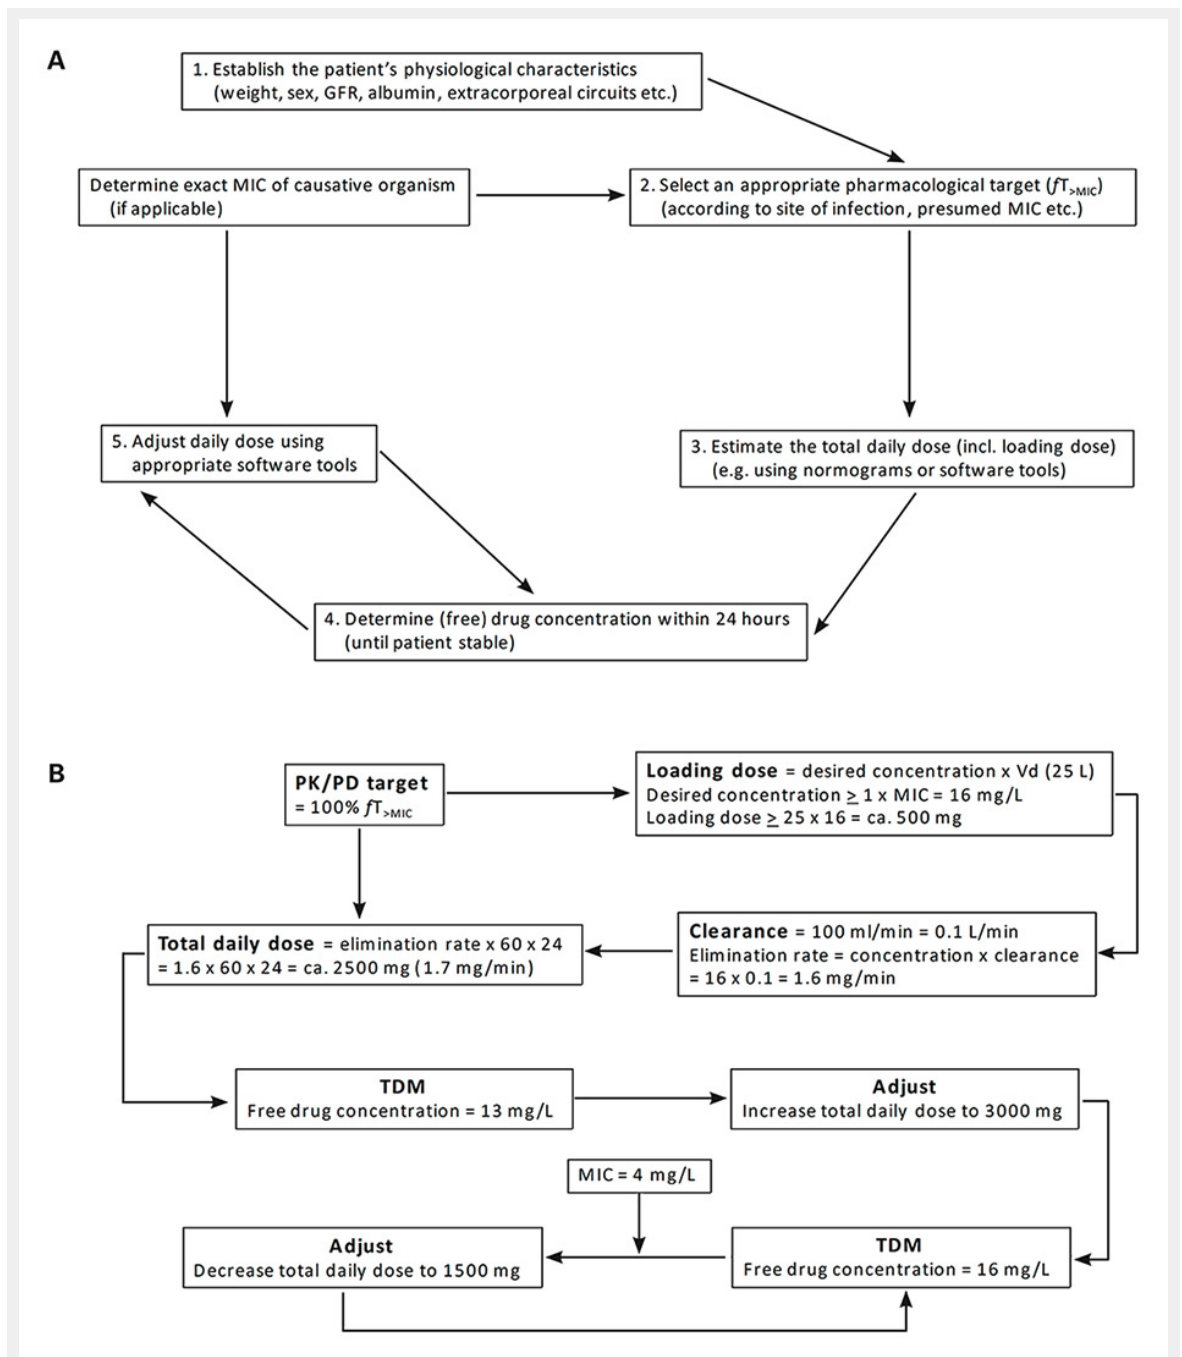 A
1. Establish the patient’s physiological characteristics
(weight, sex, GFR, albumin, extracorporeal circuits etc.)
Determine exact MIC of causative organism
(if applicable)
2. Select an appropriate pharmacological target (fT>MIC)
(according to site of infection, presumed MIC etc.)
5. Adjust daily dose using
appropriate software tools
3. Estimate the total daily dose (incl. loading dose)
(e.g. using normograms or software tools)
4. Determine (free) drug concentration within 24 hours
(until patient stable)
B
PK/PD target
= 100% fT>MIC
Loading dose = desired concentration x Vd (25 L)
Desired concentration ≥ 1 x MIC = 16 mg/L
Loading dose ≥ 25 x 16 = ca. 500 mg
Total daily dose = elimination rate x 60 x 24
= 1.6 x 60 x 24 = ca. 2500 mg (1.7 mg/min)
Clearance = 100 ml/min = 0.1 L/min
Elimination rate = concentration x clearance
= 16 x 0.1 = 1.6 mg/min
TDM
Free drug concentration = 13 mg/L
Adjust
Increase total daily dose to 3000 mg
MIC = 4 mg/L
Adjust
Decrease total daily dose to 1500 mg
TDM
Free drug concentration = 16 mg/L